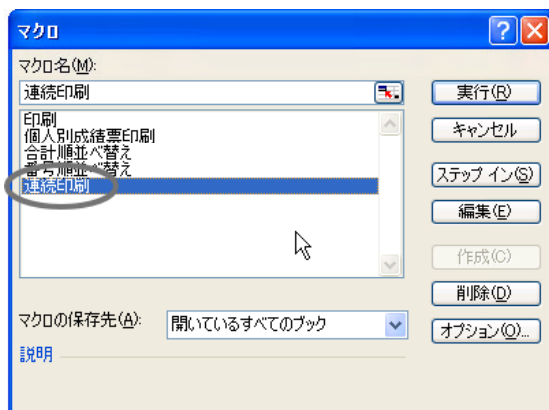 マクロ
マクロ名(M):
連続印刷
実行(R)
印刷
個人別成績票印刷
合計順並べ替え
番号順並べ替え
連続印刷
キャンセル
ステップ イン(S)
編集(E)
作成(C)
削除(D)
マクロの保存先(A):
開いているすべてのブック
オプション(O)...
説明